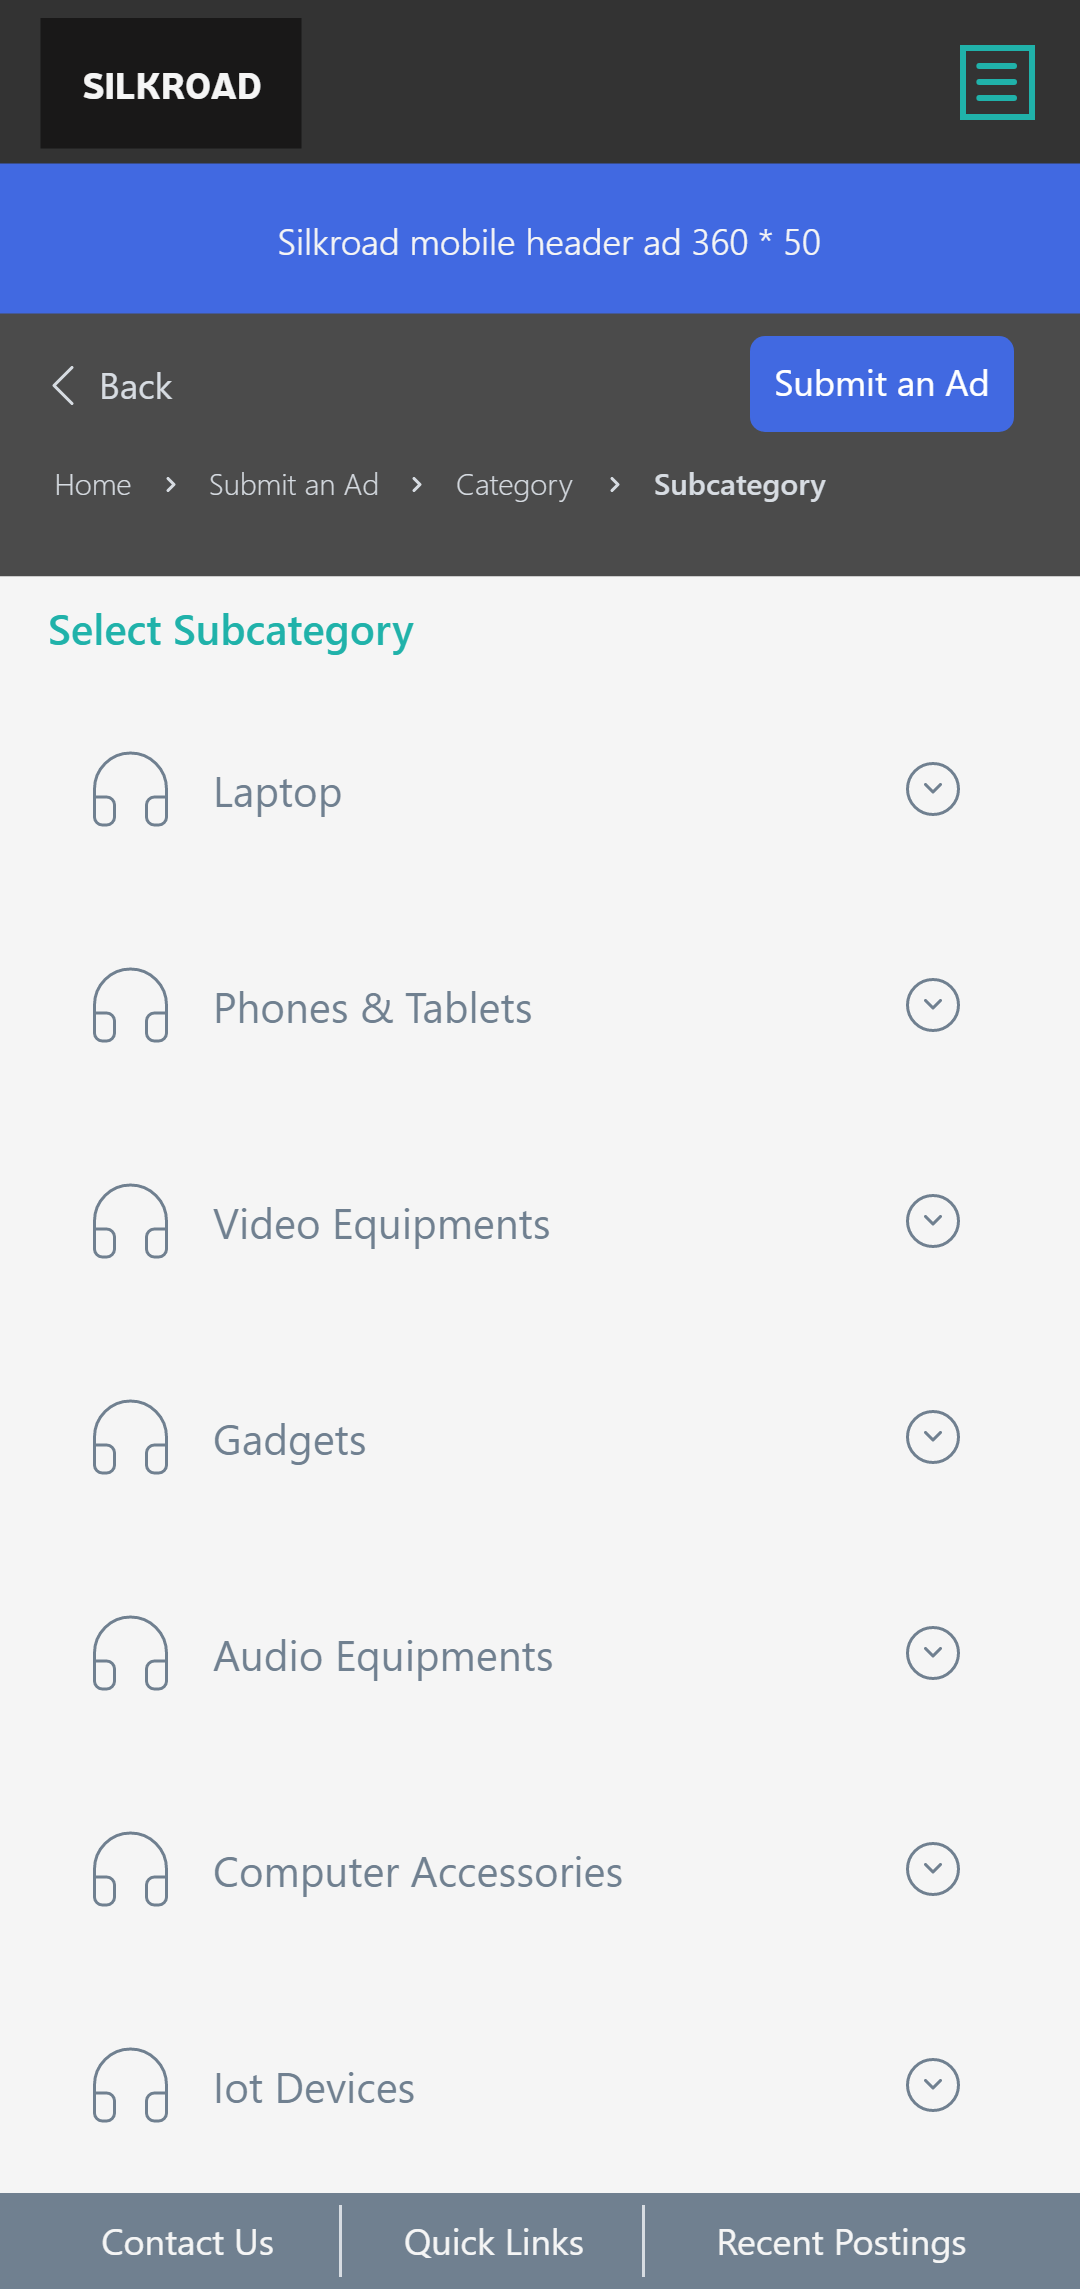 SILKROAD
Silkroad mobile header ad 360 * 50
Back
Submit an Ad
Home > Submit an Ad > Category > Subcategory
Select Subcategory
Laptop
Phones & Tablets
Video Equipments
Gadgets
Audio Equipments
Computer Accessories
Iot Devices
Contact Us
Quick Links
Recent Postings